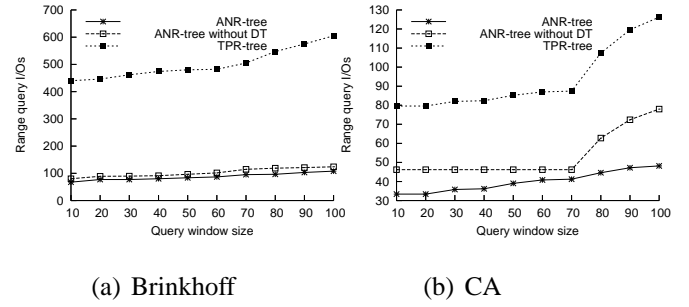 ANR-tree
ANR-tree without DT
TPR-tree
Range query I/Os
700
600
500
400
300
200
100
0
10 20 30 40 50 60 70 80 90 100
Query window size
(a) Brinkhoff
ANR-tree
ANR-tree without DT
TPR-tree
Range query I/Os
130
120
110
100
90
80
70
60
50
40
30
10 20 30 40 50 60 70 80 90 100
Query window size
(b) CA